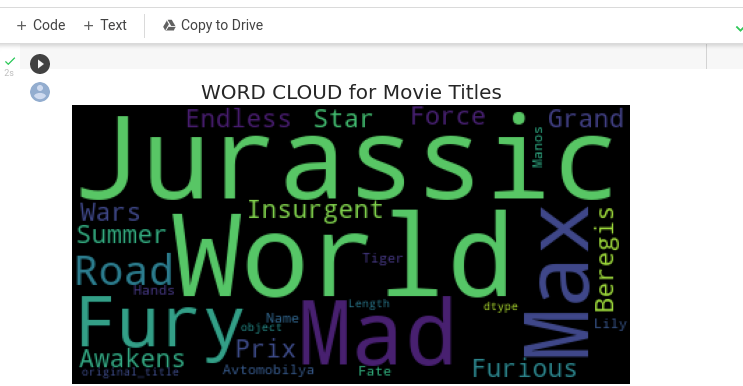 + Code + Text Copy to Drive
2s
WORD CLOUD for Movie Titles
Endless Star Force Grand
Jurassic
Manos
Wars Insurgent
Summer World Max Beregis
Road Tiger
Hands
Fury Mad Length dtype
Name object Lily
Awakens Prix
original_title Avtomobilya Fate Furious